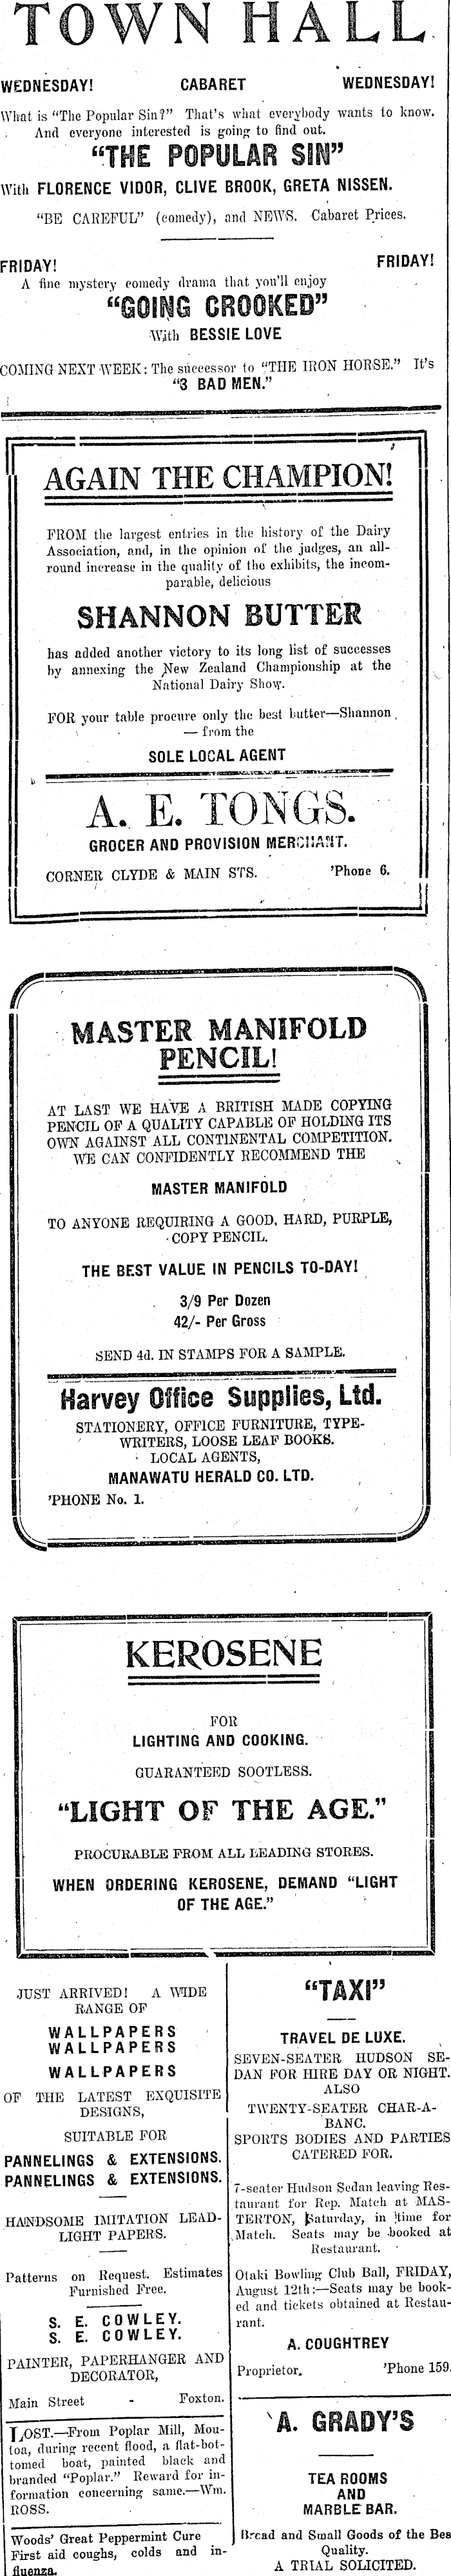 TOWN HALL
WEDNESDAY! CABARET WEDNESDAY!
What is "The Popular Sin?" That's what everybody wants to know.
And everyone interested is going to find out.
"THE POPULAR SIN"
With FLORENCE VIDOR, CLIVE BROOK, GRETA NISSEN.
"BE CAREFUL" (comedy), and NEWS. Cabaret Prices.
FRIDAY! FRIDAY!
A fine mystery comedy drama that you'll enjoy
"GOING CROOKED"
With BESSIE LOVE
COMING NEXT WEEK: The successor to "THE IRON HORSE." It's
"3 BAD MEN."
AGAIN THE CHAMPION!
FROM the largest entries in the history of the Dairy
Association, and, in the opinion of the judges, an all-
round increase in the quality of the exhibits, the incom-
parable, delicious
SHANNON BUTTER
has added another victory to its long list of successes
by annexing the New Zealand Championship at the
National Dairy Show.
FOR your table procure only the best butter—Shannon
— from the
SOLE LOCAL AGENT
A. E. TONGS.
GROCER AND PROVISION MERCHANT.
CORNER CLYDE & MAIN STS. 'Phone 6.
MASTER MANIFOLD
PENCIL!
AT LAST WE HAVE A BRITISH MADE COPYING
PENCIL OF A QUALITY CAPABLE OF HOLDING ITS
OWN AGAINST ALL CONTINENTAL COMPETITION.
WE CAN CONFIDENTLY RECOMMEND THE
MASTER MANIFOLD
TO ANYONE REQUIRING A GOOD, HARD, PURPLE,
COPY PENCIL.
THE BEST VALUE IN PENCILS TO-DAY!
3/9 Per Dozen
42/- Per Gross
SEND 4d. IN STAMPS FOR A SAMPLE.
Harvey Office Supplies, Ltd.
STATIONERY, OFFICE FURNITURE, TYPE-
WRITERS, LOOSE LEAF BOOKS.
LOCAL AGENTS,
MANAWATU HERALD CO. LTD.
'PHONE No. 1.
KEROSENE
FOR
LIGHTING AND COOKING.
GUARANTEED SOOTLESS.
"LIGHT OF THE AGE."
PROCURABLE FROM ALL LEADING STORES.
WHEN ORDERING KEROSENE, DEMAND "LIGHT
OF THE AGE."
JUST ARRIVED! A WIDE
RANGE OF
WALLPAPERS
WALLPAPERS
WALLPAPERS
OF THE LATEST EXQUISITE
DESIGNS,
SUITABLE FOR
PANNELINGS & EXTENSIONS.
PANNELINGS & EXTENSIONS.
HANDSOME IMITATION LEAD-
LIGHT PAPERS.
Patterns on Request. Estimates
Furnished Free.
S. E. COWLEY.
S. E. COWLEY.
PAINTER, PAPERHANGER AND
DECORATOR,
Main Street - Foxton.
LOST.—From Poplar Mill, Mou-
toa, during recent flood, a flat-bot-
tomed boat, painted black and
branded "Poplar." Reward for in-
formation concerning same.—Wm.
ROSS.
Woods' Great Peppermint Cure
First aid coughs, colds and in-
fluenza.
"TAXI"
TRAVEL DE LUXE.
SEVEN-SEATER HUDSON SE-
DAN FOR HIRE DAY OR NIGHT.
ALSO
TWENTY-SEATER CHAR-A-
BANC.
SPORTS BODIES AND PARTIES
CATERED FOR.
7-seater Hudson Sedan leaving Res-
taurant for Rep. Match at MAS-
TERTON, Saturday, in time for
Match. Seats may be booked at
Restaurant.
Otaki Bowling Club Ball, FRIDAY,
August 12th:—Seats may be book-
ed and tickets obtained at Restau-
rant.
A. COUGHTREY
Proprietor. 'Phone 159.
A. GRADY'S
TEA ROOMS
AND
MARBLE BAR.
Bread and Small Goods of the Bes
Quality.
A TRIAL SOLICITED.